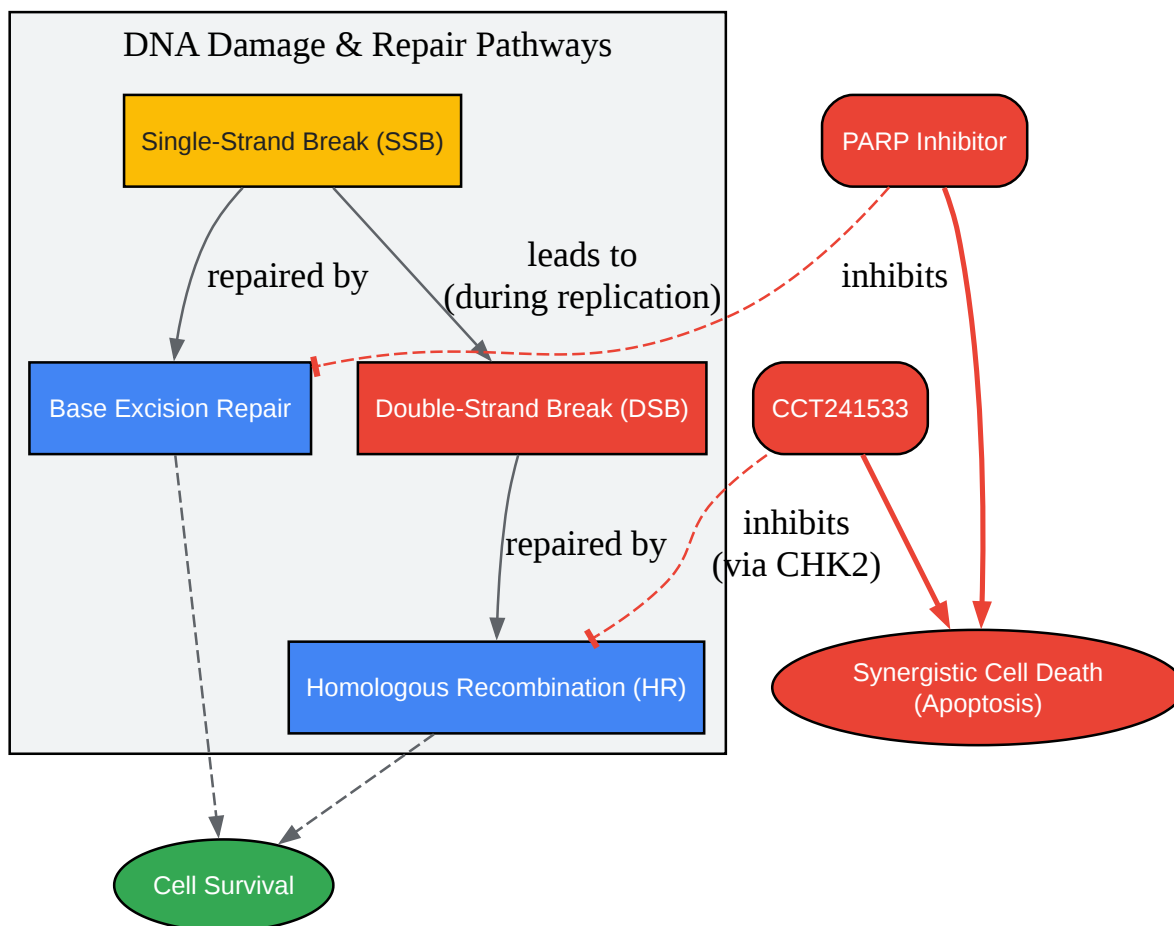 DNA Damage & Repair Pathways
Single-Strand Break (SSB)
PARP Inhibitor
repaired by
leads to
(during replication)
inhibits
Base Excision Repair
Double-Strand Break (DSB)
CCT241533
repaired by
inhibits
(via CHK2)
Homologous Recombination (HR)
Synergistic Cell Death
(Apoptosis)
Cell Survival